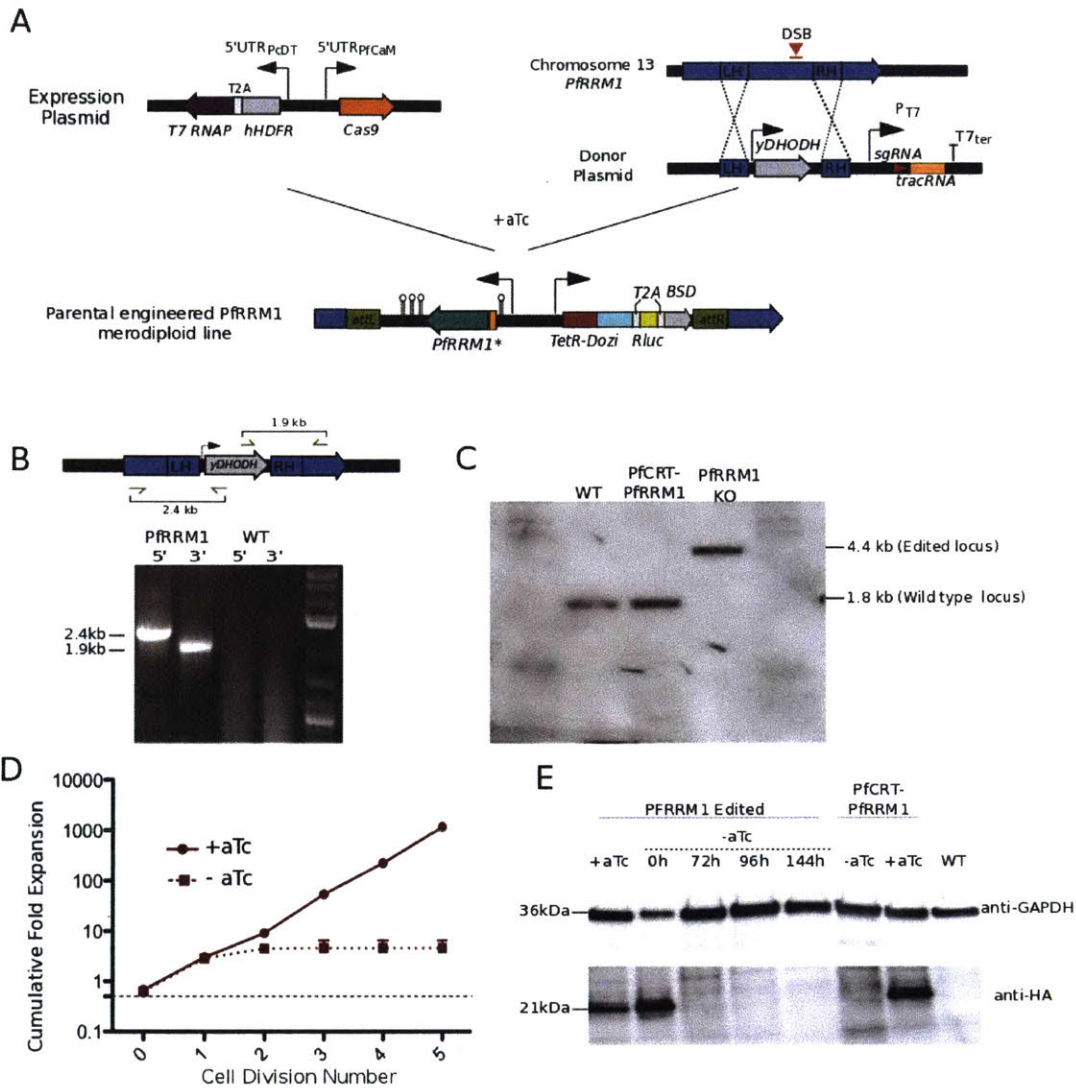 A
5'UTRPcDT 5'UTRPfCaM
T2A
Expression
Plasmid
T7 RNAP hHDFR Cas9
DSB
Chromosome 13
PfRRM1
LH RH
PT7
yDHODH sgRNA T7ter
Donor
Plasmid
LH RH
tracRNA
+aTc
Parental engineered PfRRM1
merodiploid line
T2A BSD
attL attR
PfRRM1* TetR-Dozi Rluc
B
1.9 kb
LH yDHODH RH
2.4 kb
PfRRM1 WT
5' 3' 5' 3'
2.4kb
1.9kb
C
WT PfCRT-
PfRRM1 PfRRM1
KO
4.4 kb (Edited locus)
1.8 kb (Wild type locus)
D
Cumulative Fold Expansion
10000
1000
100
10
1
0.1
+aTc
- aTc
0 1 2 3 4 5
Cell Division Number
E
PfCRT-
PFRRM1 Edited PfRRM1
-aTc
+aTc 0h 72h 96h 144h -aTc +aTc WT
36kDa anti-GAPDH
21kDa anti-HA